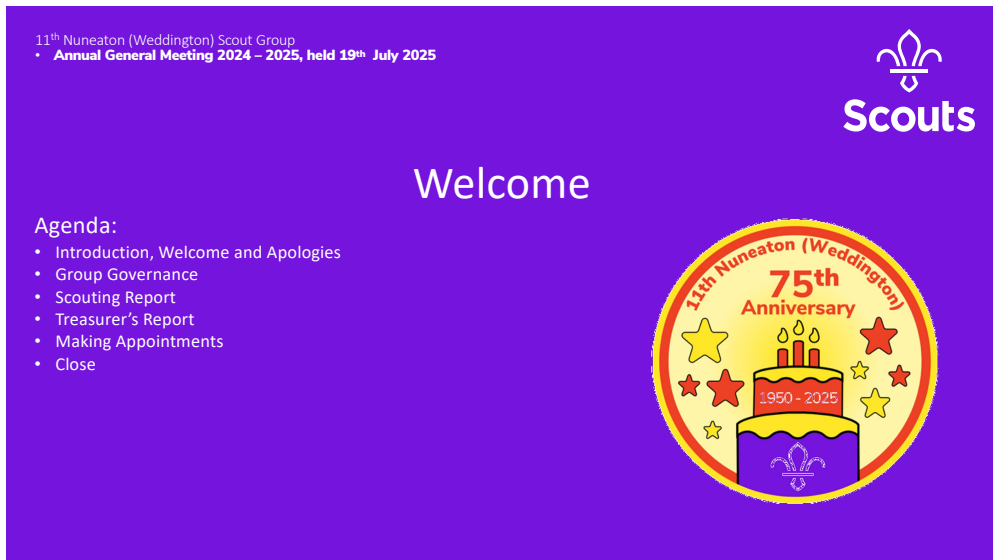 11th Nuneaton (Weddington) Scout Group
• Annual General Meeting 2024 – 2025, held 19th July 2025
Scouts
Welcome
Agenda:
• Introduction, Welcome and Apologies
• Group Governance
• Scouting Report
• Treasurer’s Report
• Making Appointments
• Close
11th Nuneaton (Weddington)
75th
Anniversary
1950 - 2025